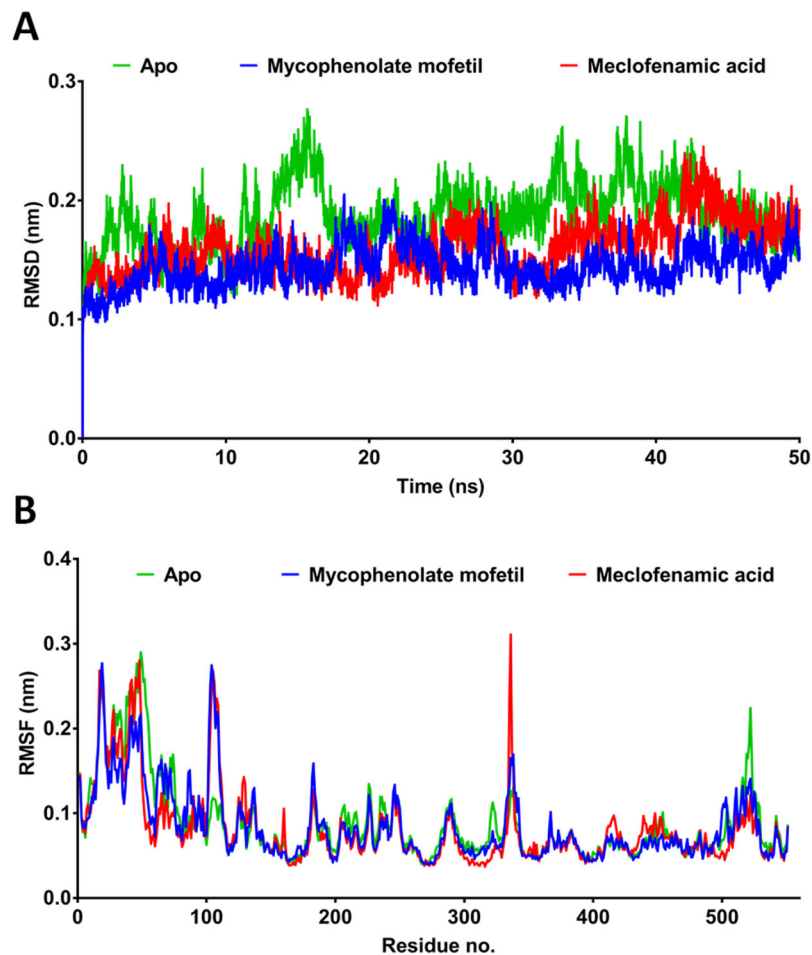 A
Apo Mycophenolate mofetil Meclofenamic acid
0.3
0.2
0.1
0.0
RMSD (nm)
0 10 20 30 40 50
Time (ns)
B
Apo Mycophenolate mofetil Meclofenamic acid
0.4
0.3
0.2
0.1
0.0
RMSF (nm)
0 100 200 300 400 500
Residue no.